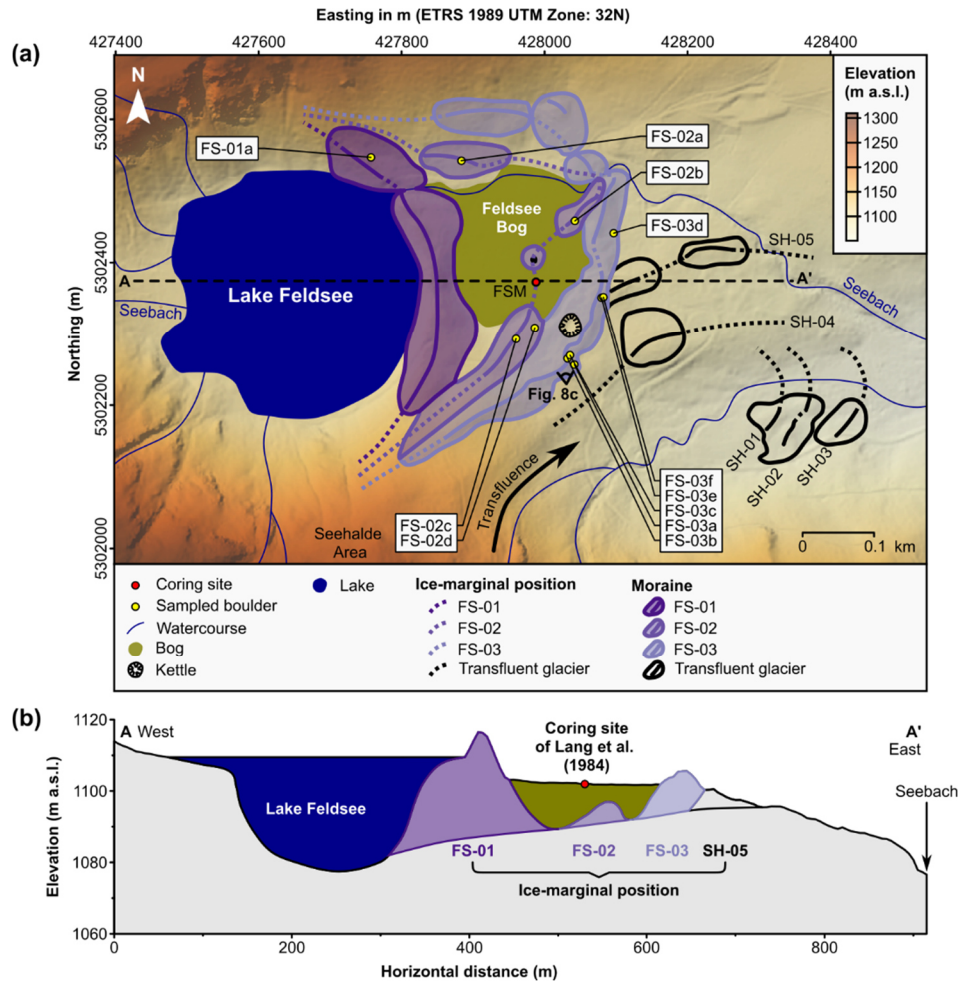 Easting in m (ETRS 1989 UTM Zone: 32N)
427400 427600 427800 428000 428200 428400
(a)
N
Elevation
(m a.s.l.)
1300
1250
1200
1150
1100
Northing (m)
5302600
5302400
5302200
5302000
FS-01a
FS-02a
FS-02b
FS-03d
Feldsee
Bog
SH-05
A
A'
Lake Feldsee
FSM
Seebach
Seebach
SH-04
Fig. 8c
SH-01
SH-02
SH-03
Transfluence
FS-03f
FS-03e
FS-03c
FS-03a
FS-03b
Seehalde
Area
FS-02c
FS-02d
0 0.1 km
Coring site
Sampled boulder
Watercourse
Bog
Kettle
Lake
Ice-marginal position
FS-01
FS-02
FS-03
Transfluent glacier
Moraine
FS-01
FS-02
FS-03
Transfluent glacier
(b)
Elevation (m a.s.l.)
1120
1100
1080
1060
A West
Coring site
of Lang et al.
(1984)
A'
East
Seebach
Lake Feldsee
FS-01 FS-02 FS-03 SH-05
Ice-marginal position
0 200 400 600 800
Horizontal distance (m)